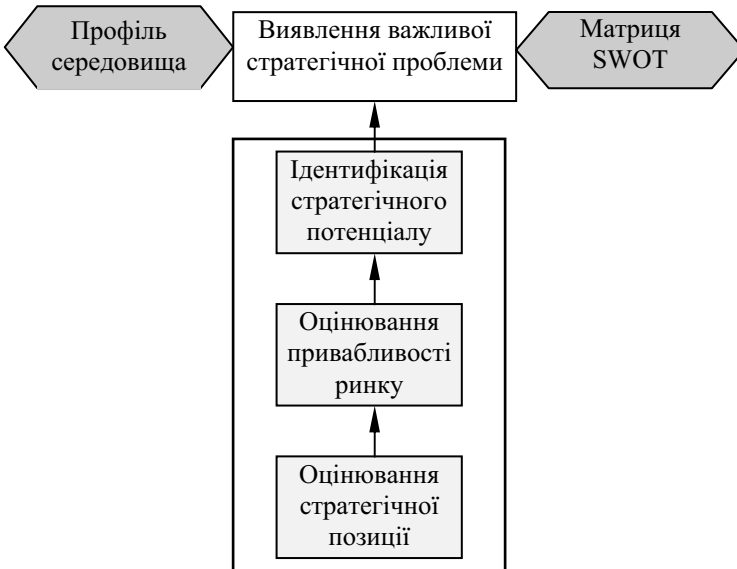 Профіль
середовища
Виявлення важливої
стратегічної проблеми
Матриця
SWOT
Ідентифікація
стратегічного
потенціалу
Оцінювання
привабливості
ринку
Оцінювання
стратегічної
позиції